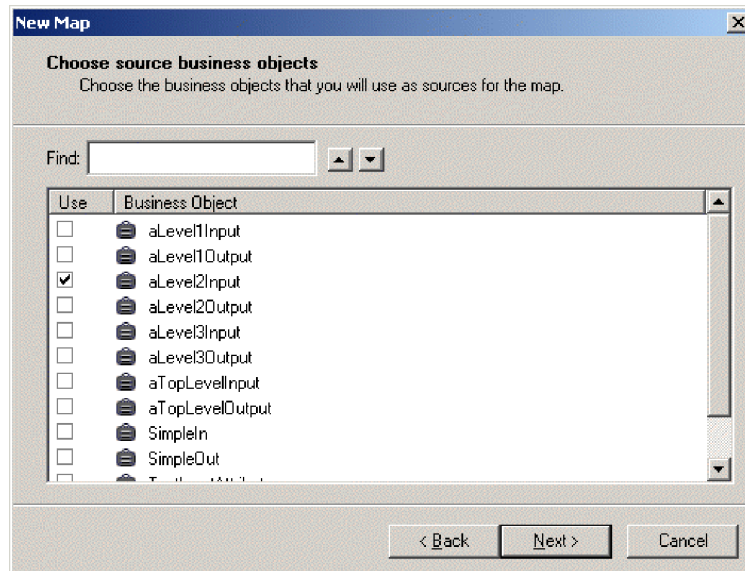 New Map
Choose source business objects
Choose the business objects that you will use as sources for the map.
Find:
Use Business Object
aLevel1Input
aLevel1Output
aLevel2Input
aLevel2Output
aLevel3Input
aLevel3Output
aTopLevelInput
aTopLevelOutput
SimpleIn
SimpleOut
< Back Next > Cancel